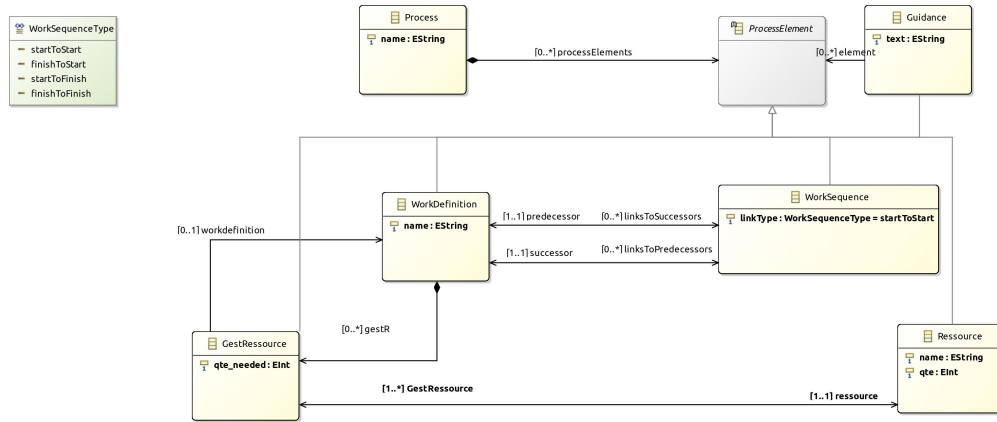 WorkSequenceType
startToStart
finishToStart
startToFinish
finishToFinish
Process
name : EString
[0..*] processElements
ProcessElement
[0..*] element
Guidance
text : EString
WorkDefinition
name : EString
[1..1] predecessor
[0..*] linksToSuccessors
[1..1] successor
[0..*] linksToPredecessors
WorkSequence
linkType : WorkSequenceType = startToStart
[0..1] workdefinition
[0..*] gestR
GestRessource
qte_needed : EInt
[1..*] GestRessource
[1..1] ressource
Ressource
name : EString
qte : EInt